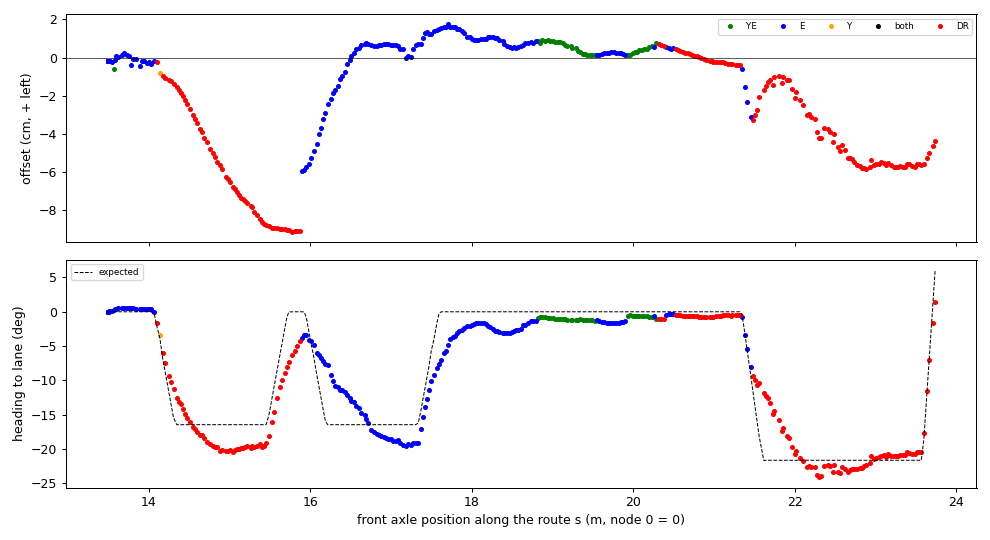 2
0
−2
−4
−6
−8
offset (cm, + left)
YE
E
Y
both
DR
5
0
−5
−10
−15
−20
−25
heading to lane (deg)
expected
14
16
18
20
22
24
front axle position along the route s (m, node 0 = 0)